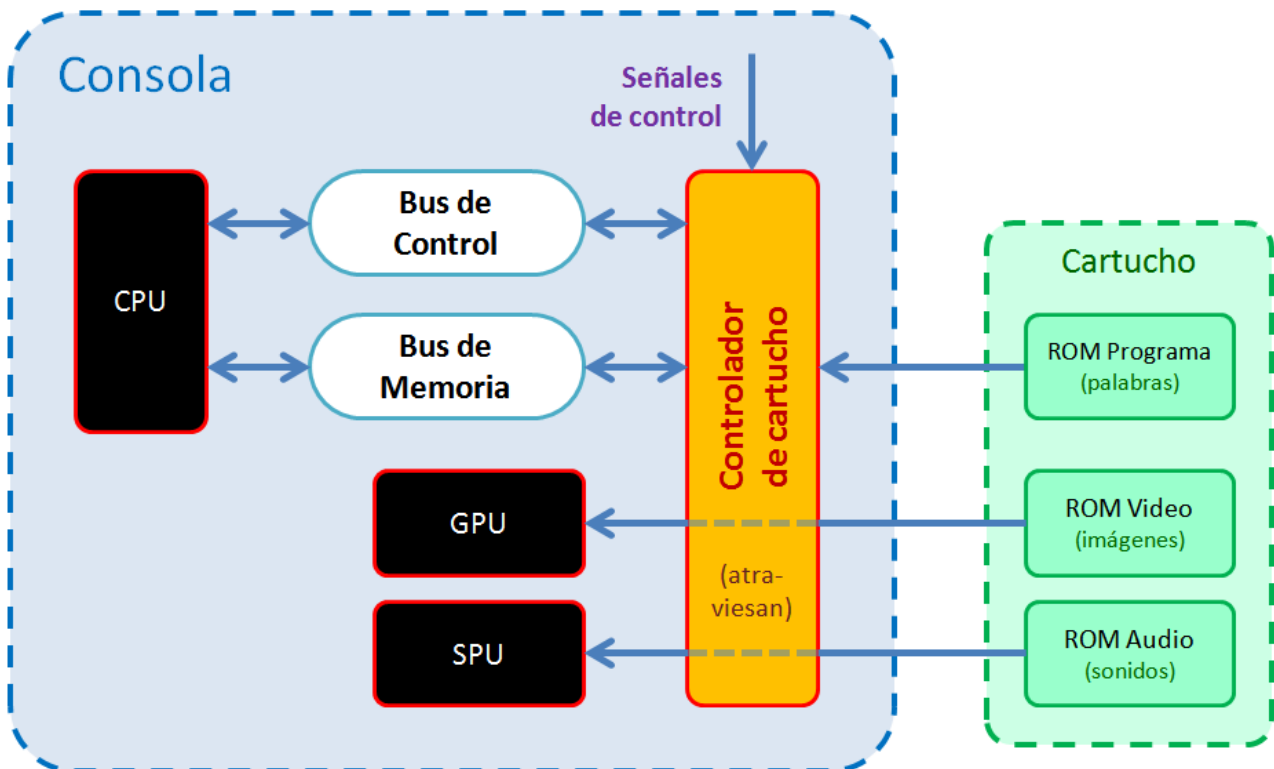 Consola
Señales
de control
Bus de
Control
CPU
Bus de
Memoria
Controlador
de cartucho
GPU
(atra-
viesan)
SPU
Cartucho
ROM Programa
(palabras)
ROM Video
(imágenes)
ROM Audio
(sonidos)